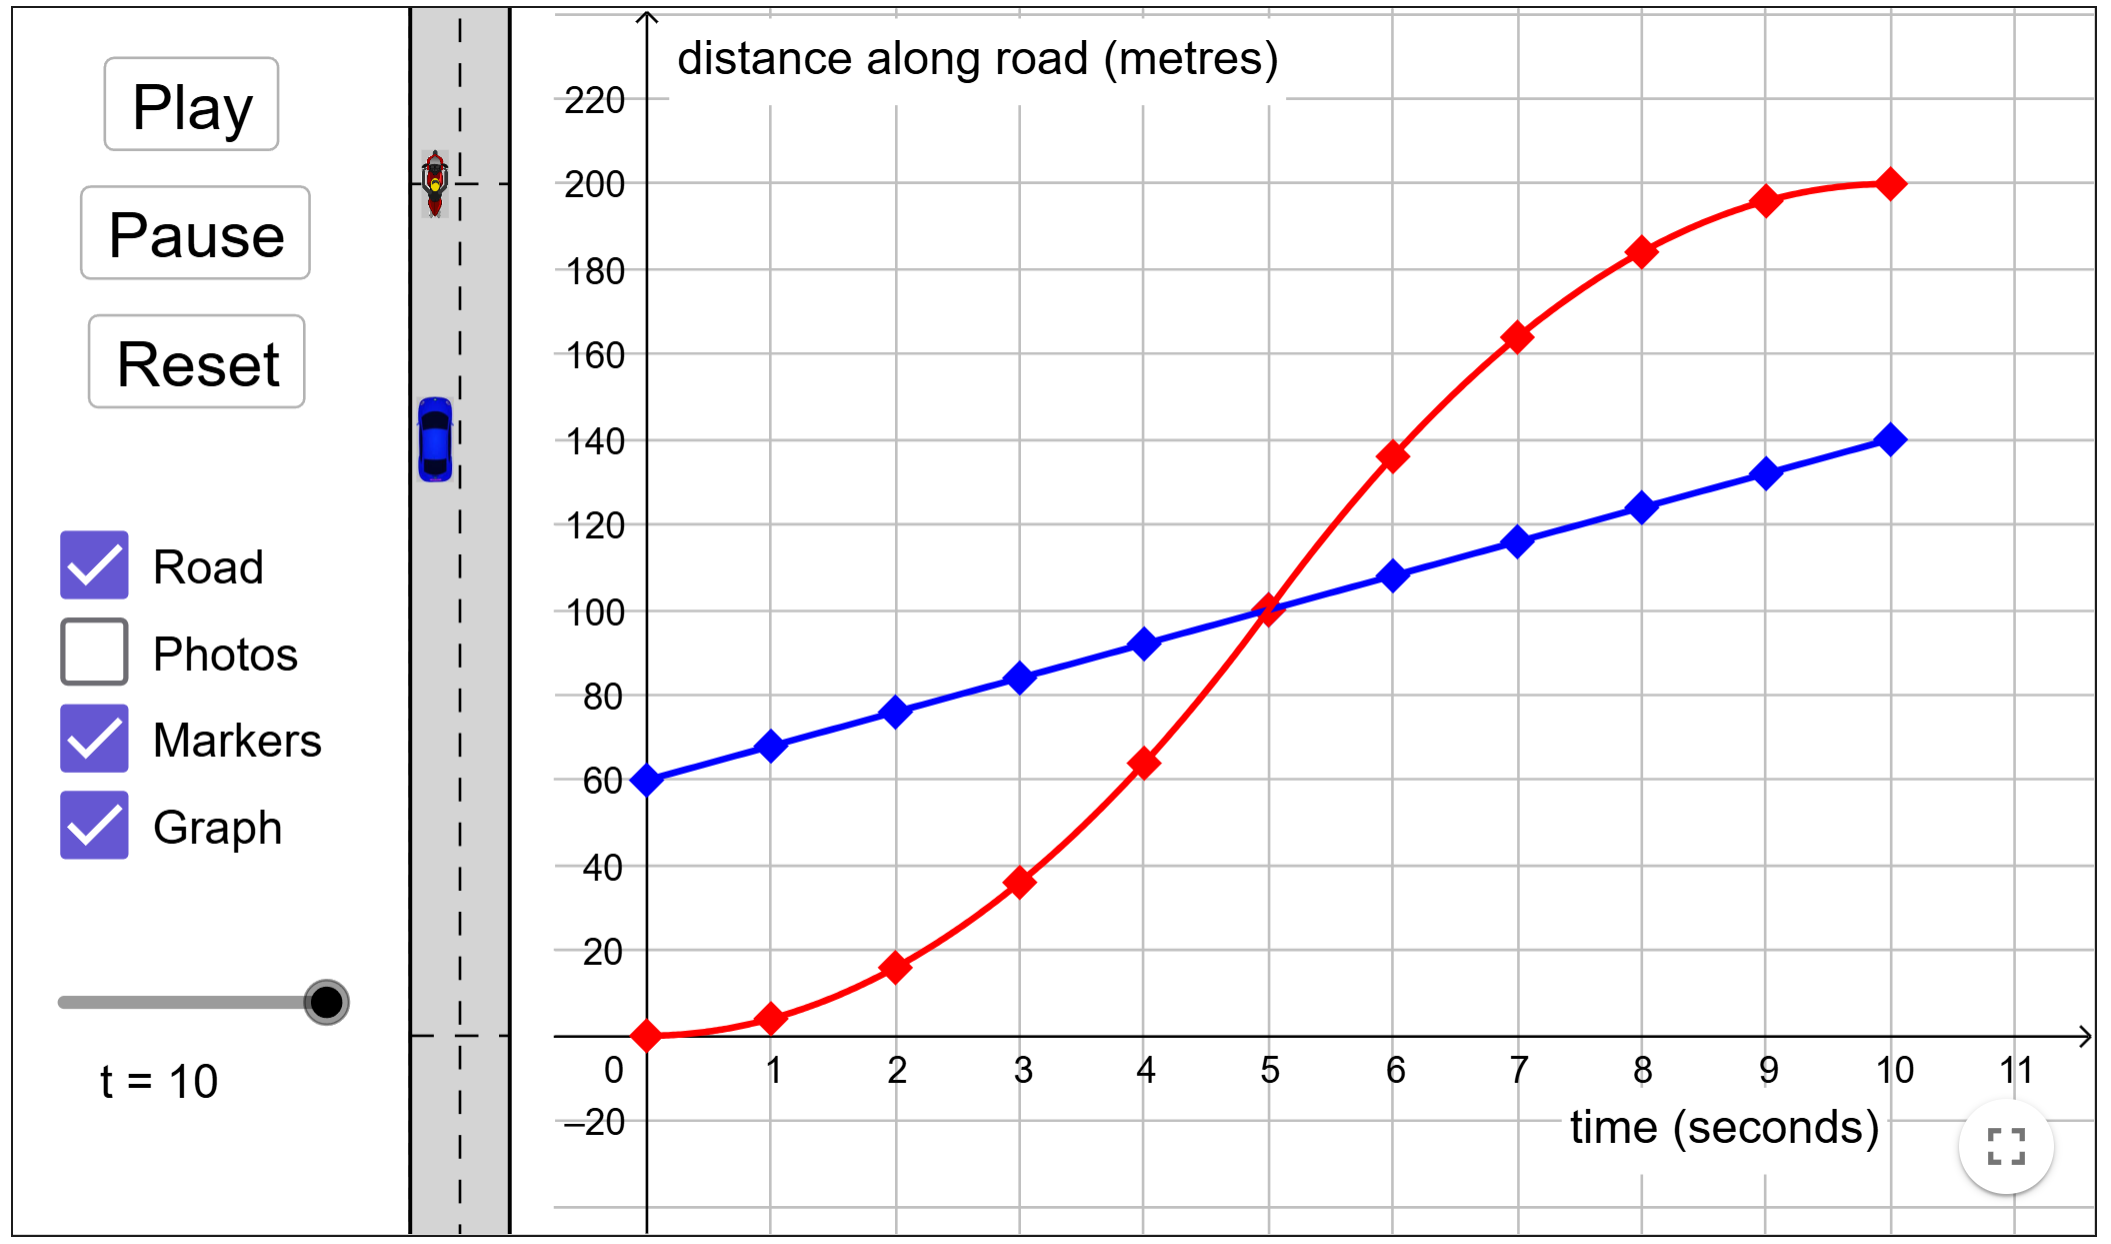 Play
Pause
Reset
Road
Photos
Markers
Graph
t = 10
distance along road (metres)
220
200
180
160
140
120
100
80
60
40
20
0 1 2 3 4 5 6 7 8 9 10 11
–20
time (seconds)